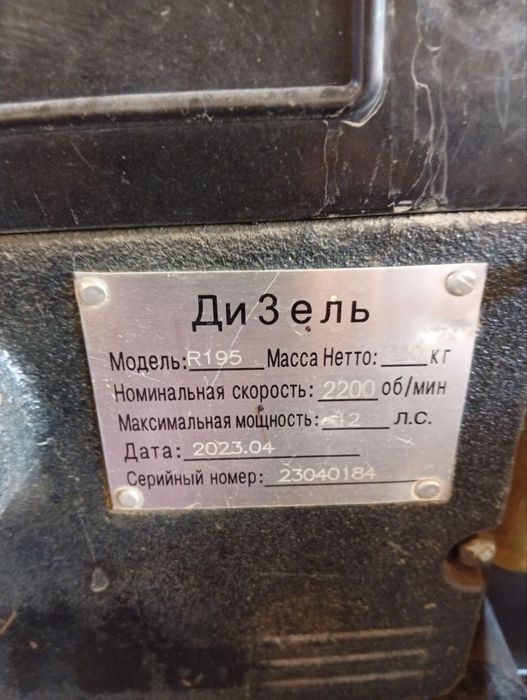 ДиЗель
Модель: R195 Масса Нетто: кг
Номинальная скорость: 2200 об/мин
Максимальная мощность: 12 л.с.
Дата: 2023.04
Серийный номер: 23040184